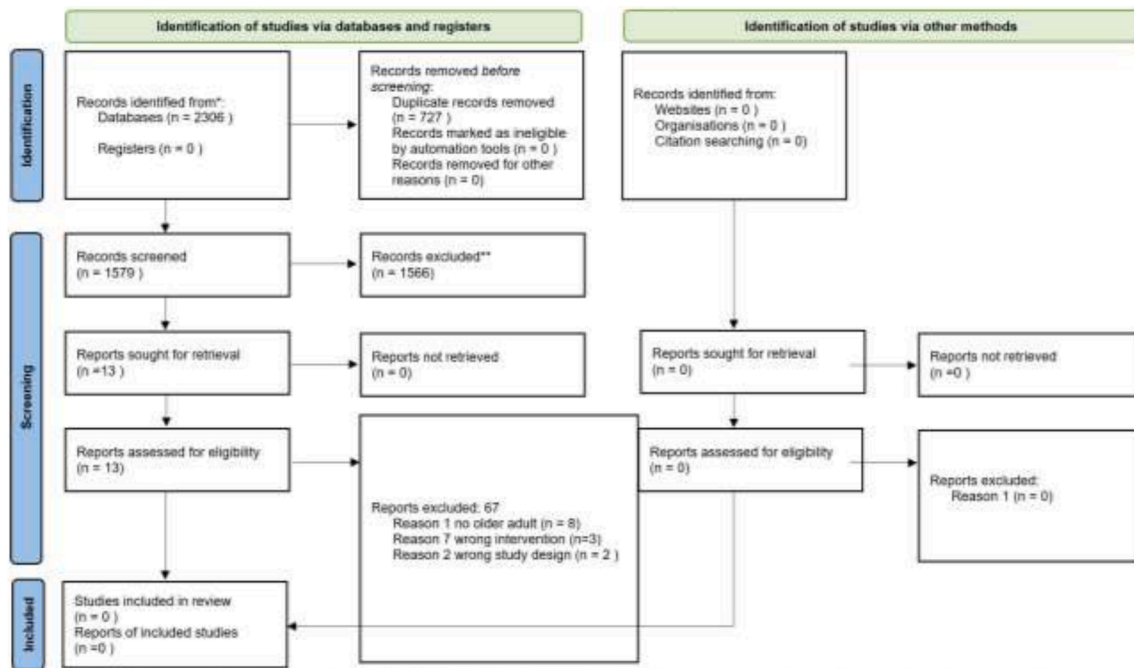 Identification of studies via databases and registers
Identification of studies via other methods
Identification
Records identified from*:
Databases (n = 2306 )
Registers (n = 0 )
Records removed before
screening:
Duplicate records removed
(n = 727 )
Records marked as ineligible
by automation tools (n = 0 )
Records removed for other
reasons (n = 0)
Records identified from:
Websites (n = 0 )
Organisations (n = 0 )
Citation searching (n = 0)
Screening
Records screened
(n = 1579 )
Records excluded**
(n = 1566)
Reports sought for retrieval
(n =13 )
Reports not retrieved
(n = 0)
Reports sought for retrieval
(n = 0)
Reports not retrieved
(n =0 )
Reports assessed for eligibility
(n = 13)
Reports excluded: 67
Reason 1 no older adult (n = 8)
Reason 7 wrong intervention (n=3)
Reason 2 wrong study design (n = 2 )
Reports assessed for eligibility
(n = 0)
Reports excluded:
Reason 1 (n = 0)
Included
Studies included in review
(n = 0 )
Reports of included studies
(n =0 )